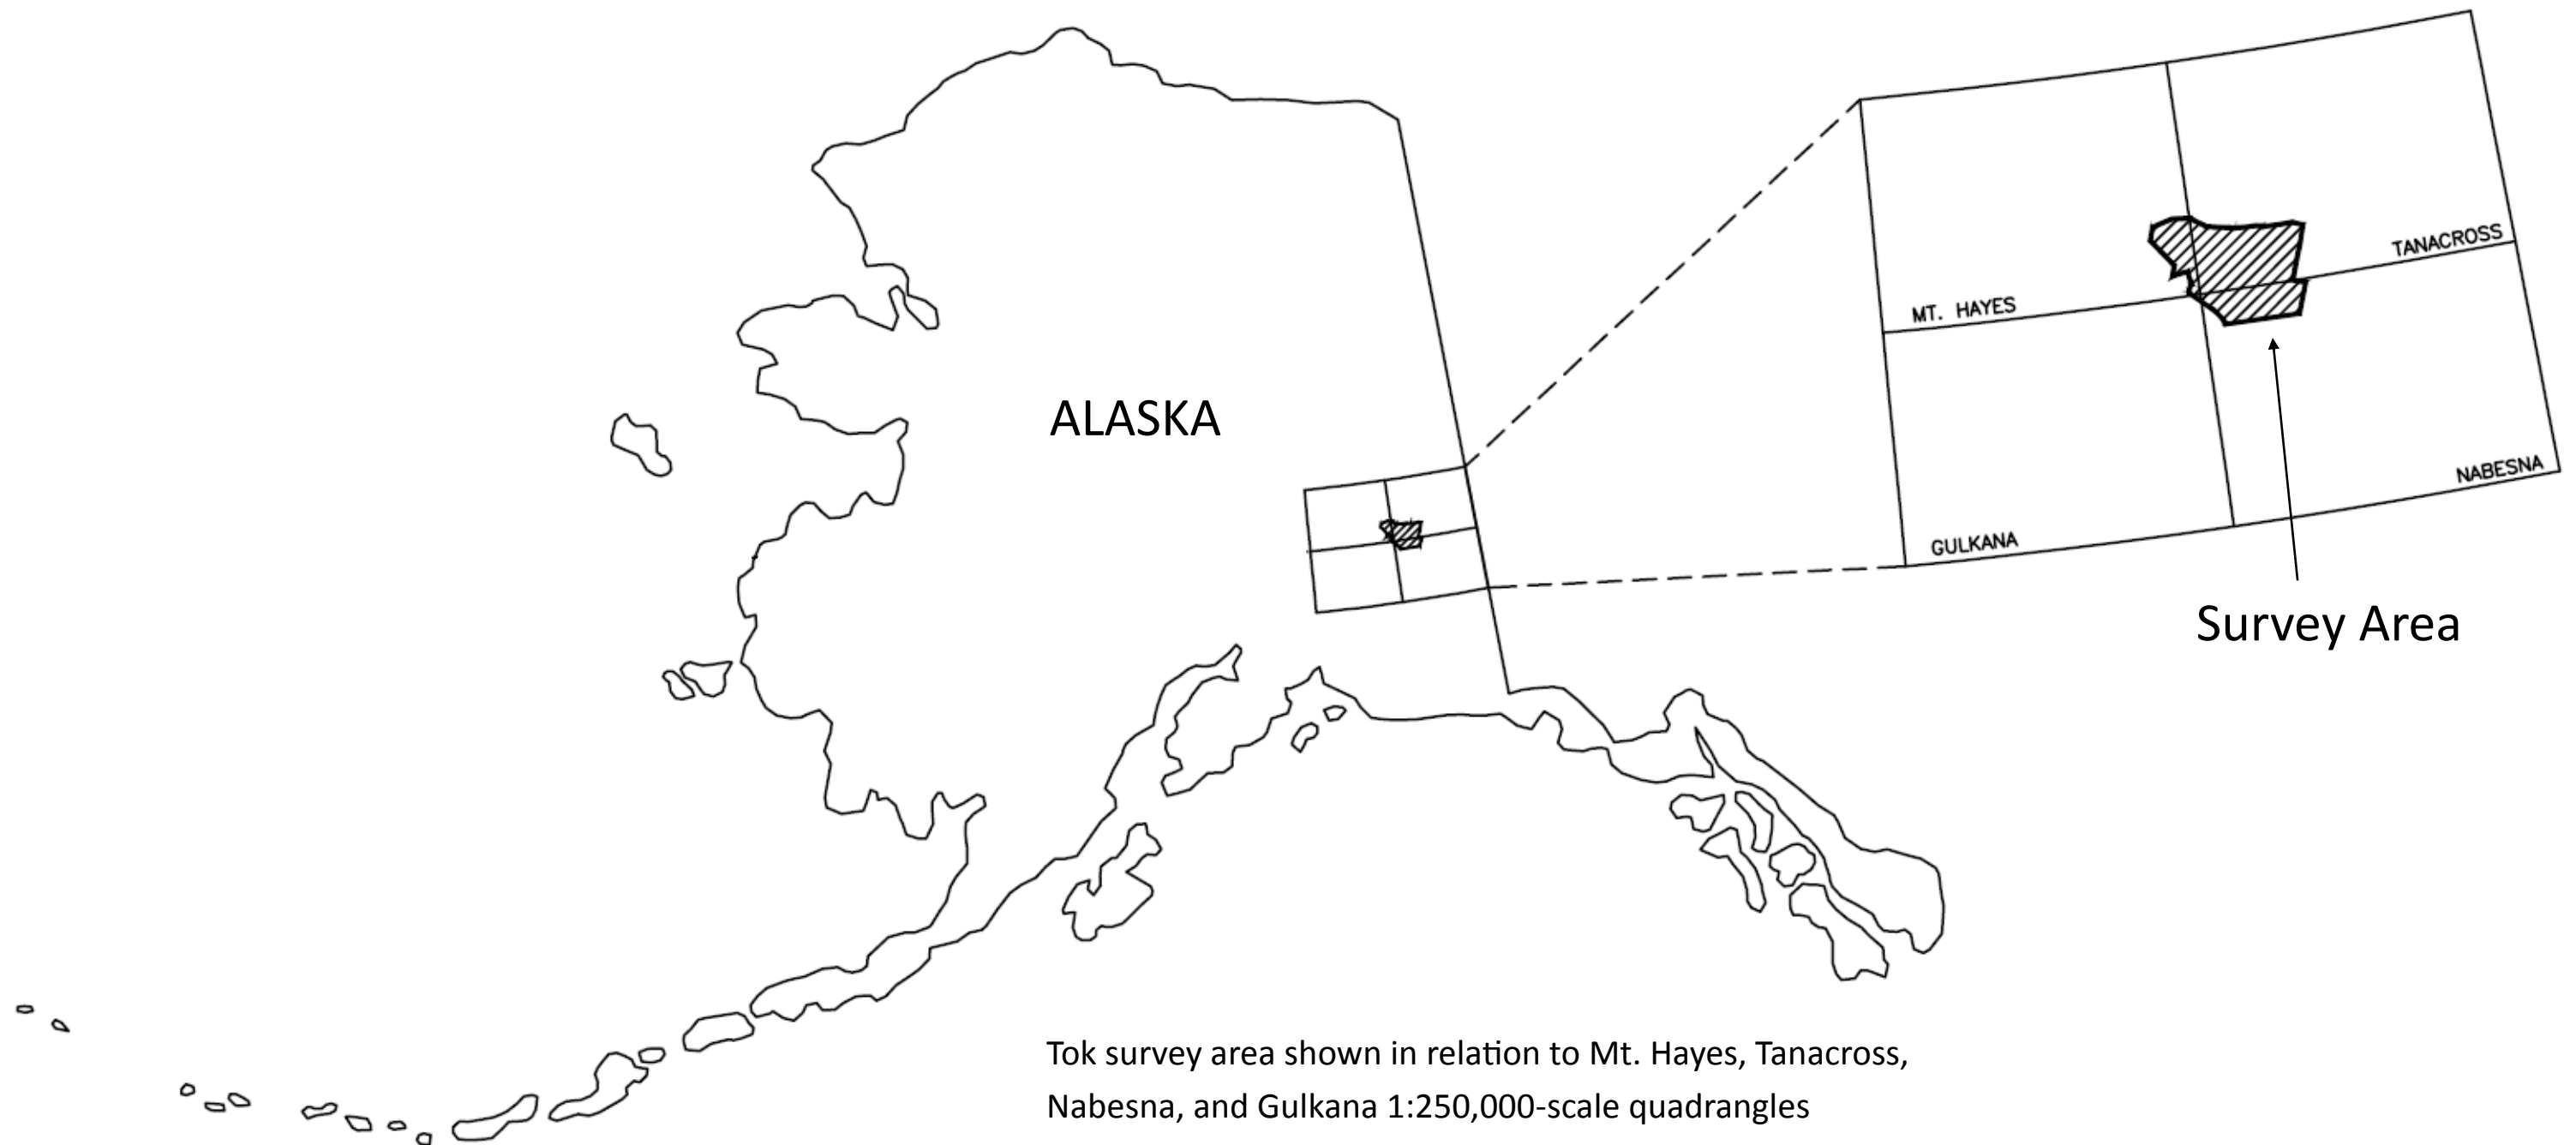 TANACROSS
MT. HAYES
ALASKA
NABESNA
GULKANA
Survey Area
Tok survey area shown in relation to Mt. Hayes, Tanacross,
Nabesna, and Gulkana 1:250,000-scale quadrangles